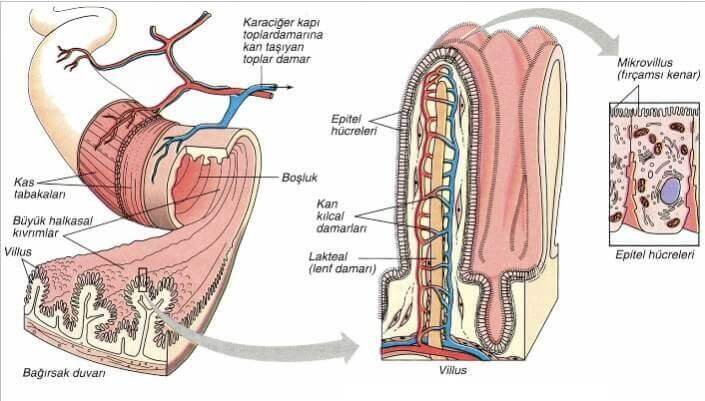 Karaciğer kapı
toplardamarına
kan taşıyan
toplar damar
Kas
tabakaları
Boşluk
Büyük halkasal
kıvrımlar
Villus
Bağırsak duvarı
Epitel
hücreleri
Kan
kılcal
damarları
Lakteal
(lenf damarı)
Villus
Mikrovillus
(fırçamsı kenar)
Epitel hücreleri